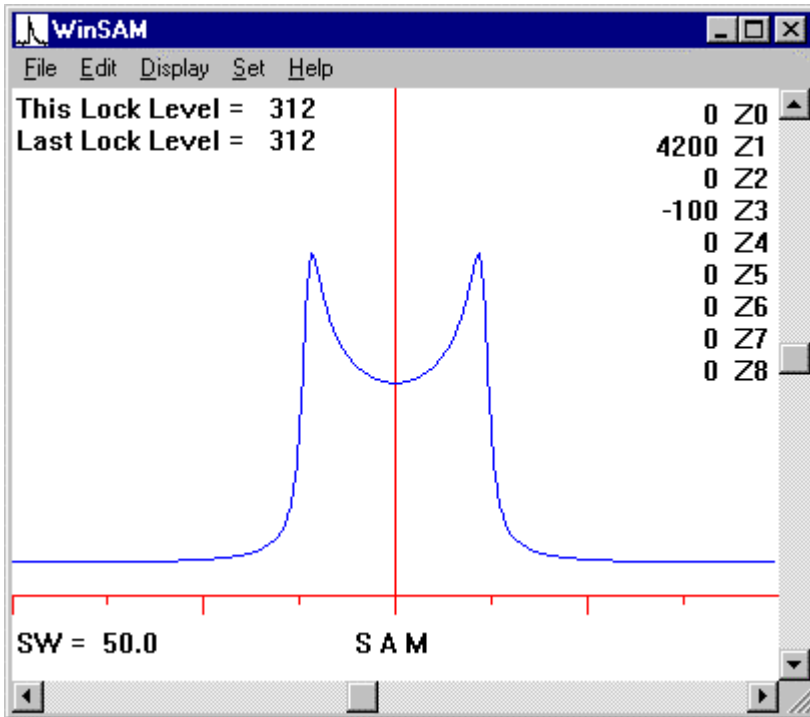 WinSAM
File Edit Display Set Help
This Lock Level = 312
Last Lock Level = 312
0 Z0
4200 Z1
0 Z2
-100 Z3
0 Z4
0 Z5
0 Z6
0 Z7
0 Z8
SW = 50.0
S A M